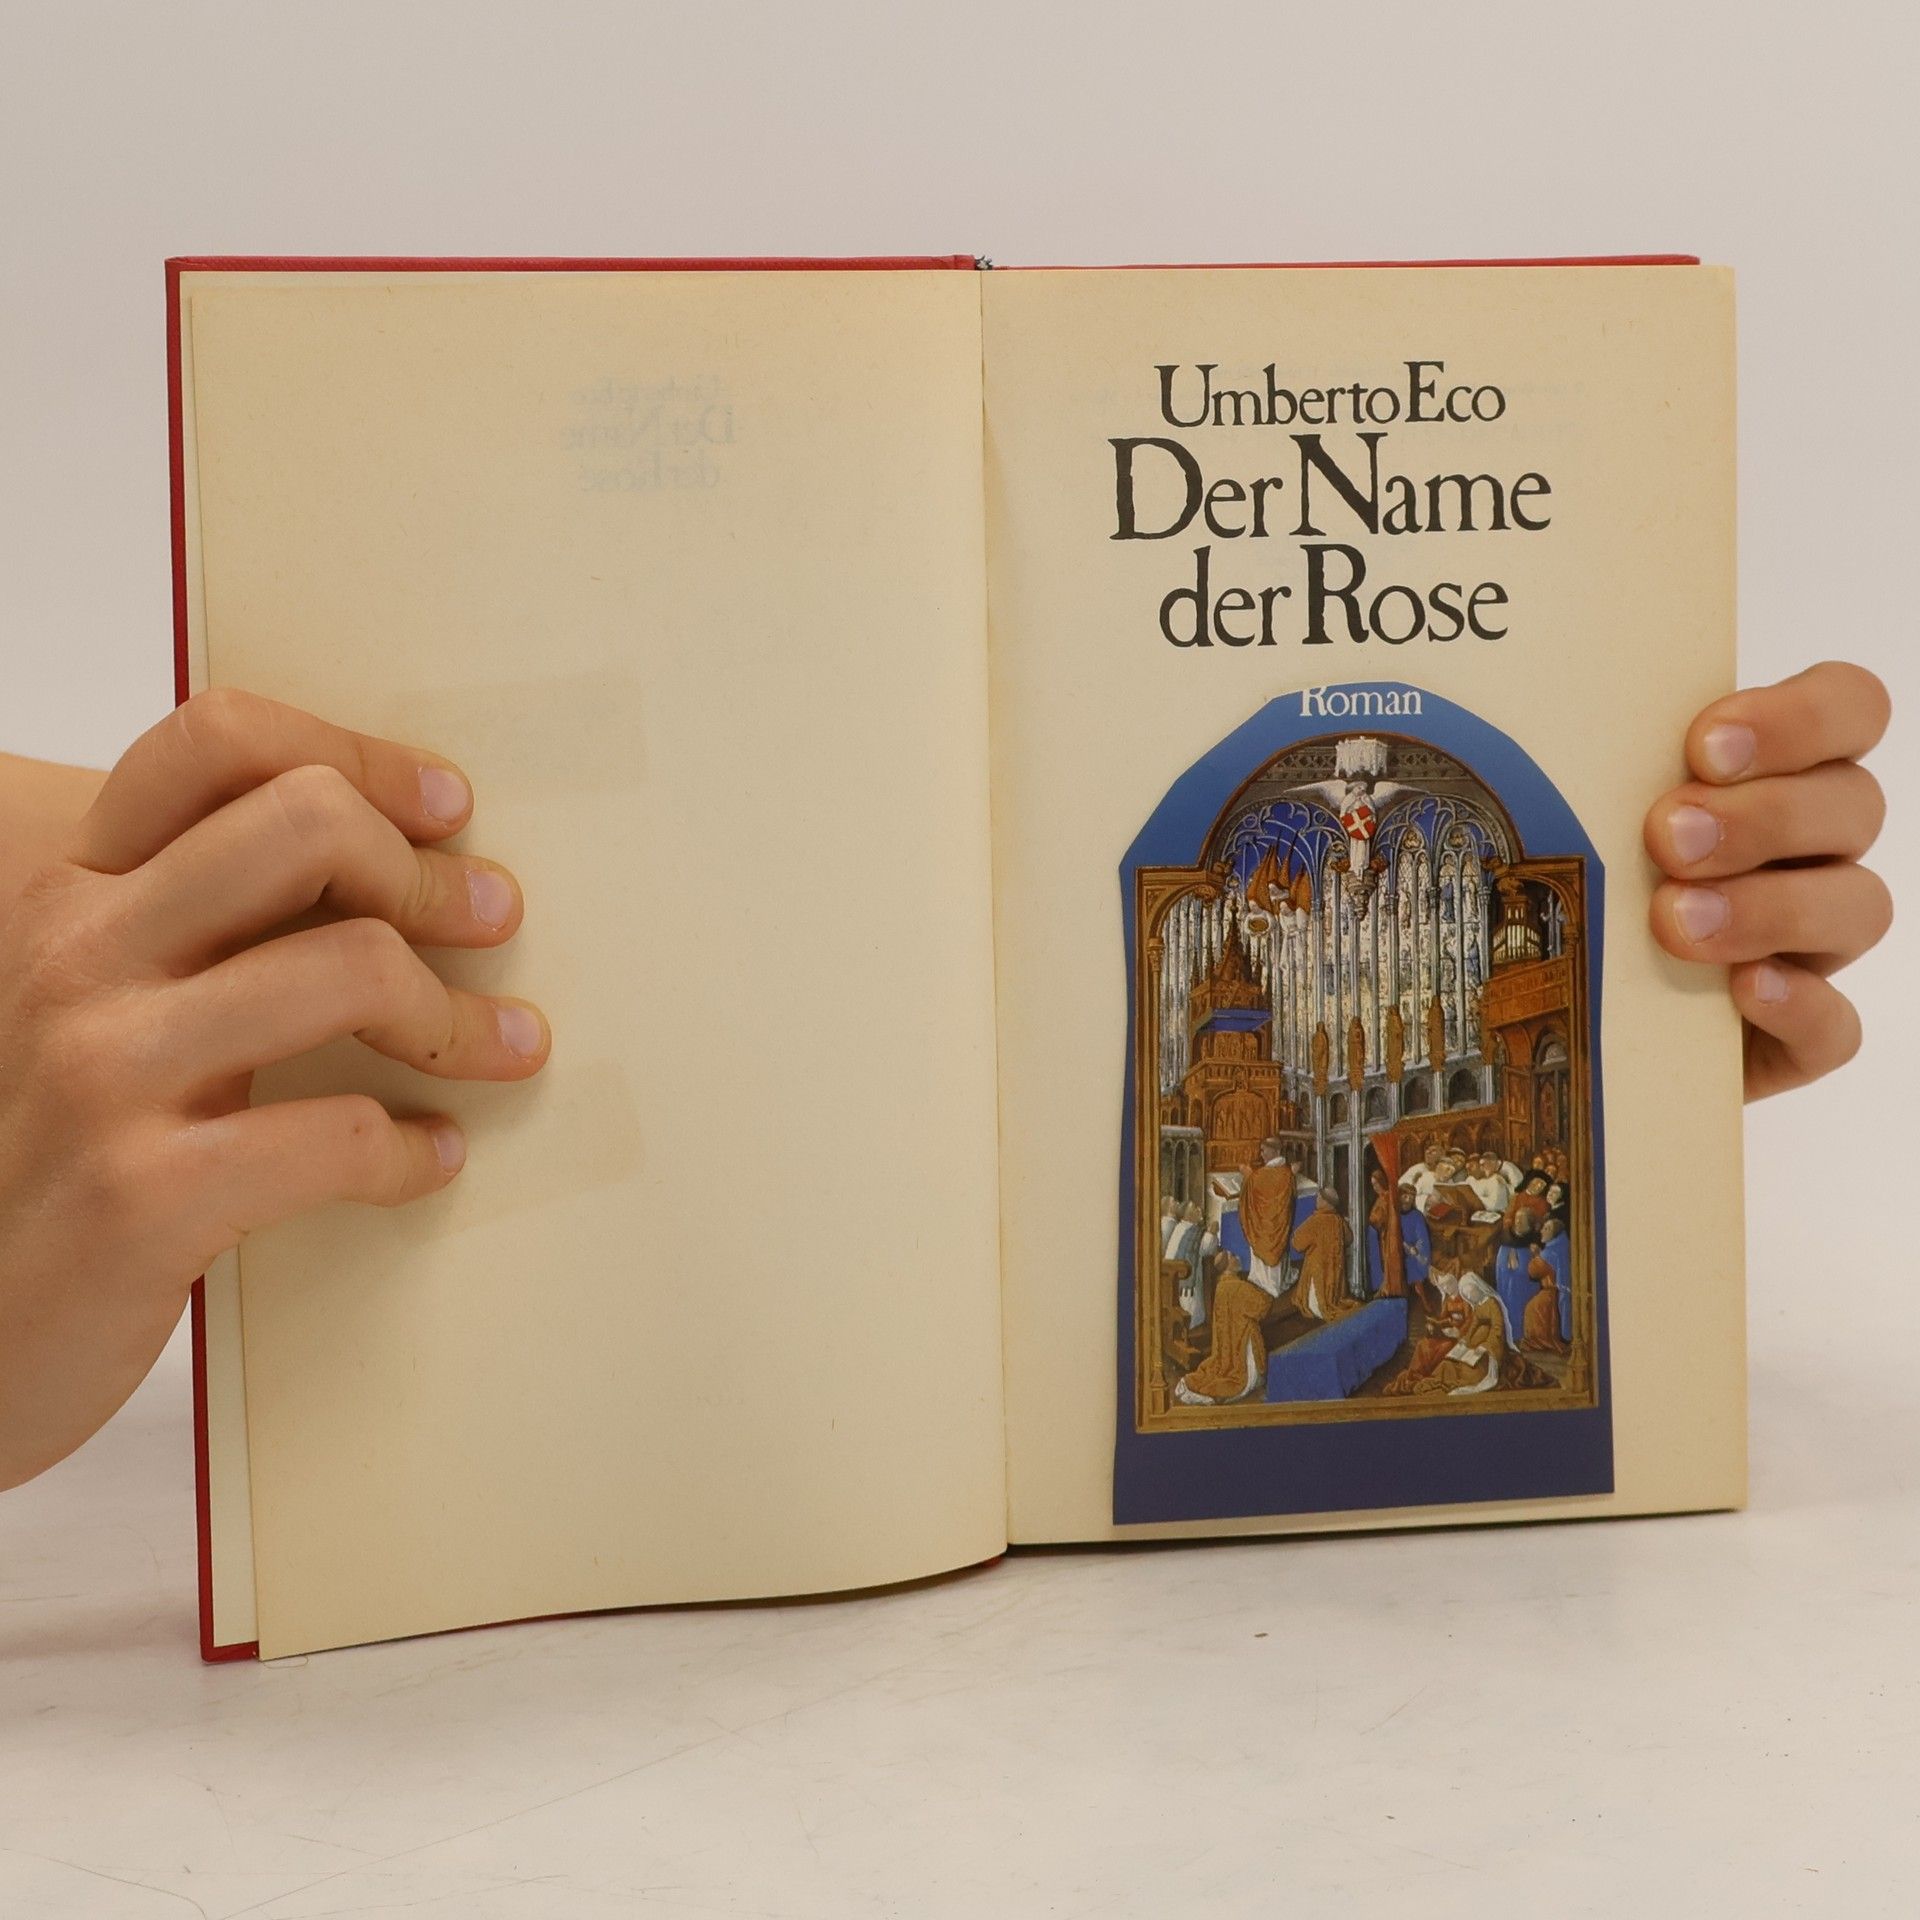 Umberto Eco
Der Name
der Rose
Roman